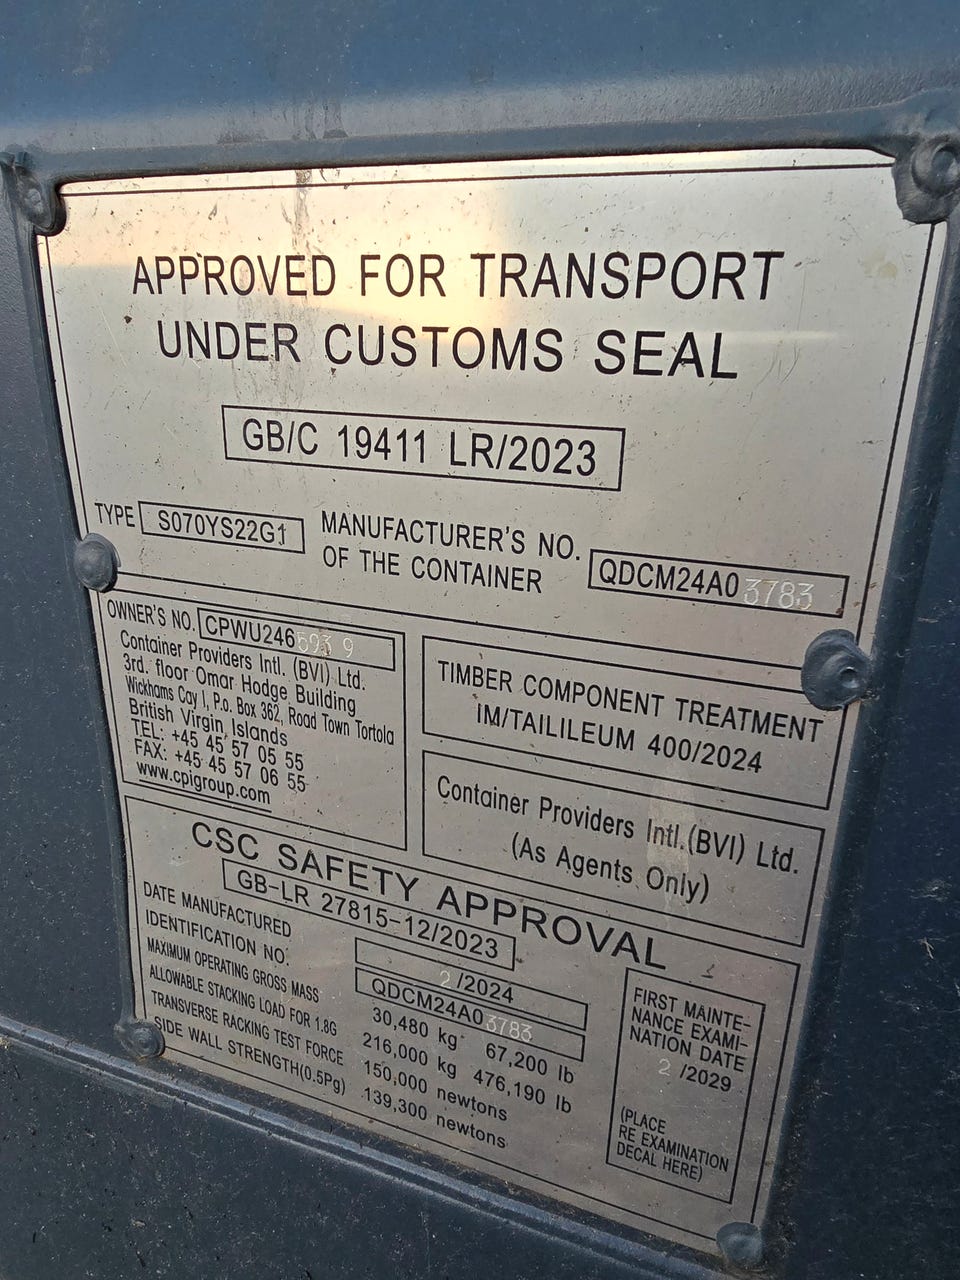 APPROVED FOR TRANSPORT
UNDER CUSTOMS SEAL
GB/C 19411 LR/2023
TYPE S070YS22G1
MANUFACTURER'S NO.
OF THE CONTAINER
QDCM24A03783
OWNER'S NO. CPWU246593 9
Container Providers Intl. (BVI) Ltd.
3rd. floor Omar Hodge Building
Wickhams Cay I, P.o. Box 362, Road Town Tortola
British Virgin Islands
TEL: +45 45 57 05 55
FAX: +45 45 57 06 55
www.cpigroup.com
TIMBER COMPONENT TREATMENT
IM/TAILILEUM 400/2024
Container Providers Intl.(BVI) Ltd.
(As Agents Only)
CSC SAFETY APPROVAL
GB-LR 27815-12/2023
DATE MANUFACTURED 2/2024
IDENTIFICATION NO. QDCM24A03783
MAXIMUM OPERATING GROSS MASS 30,480 kg 67,200 lb
ALLOWABLE STACKING LOAD FOR 1.8G 216,000 kg 476,190 lb
TRANSVERSE RACKING TEST FORCE 150,000 newtons
SIDE WALL STRENGTH(0.5Pg) 139,300 newtons
FIRST MAINTE-
NANCE EXAMI-
NATION DATE
2 /2029
(PLACE
RE EXAMINATION
DECAL HERE)